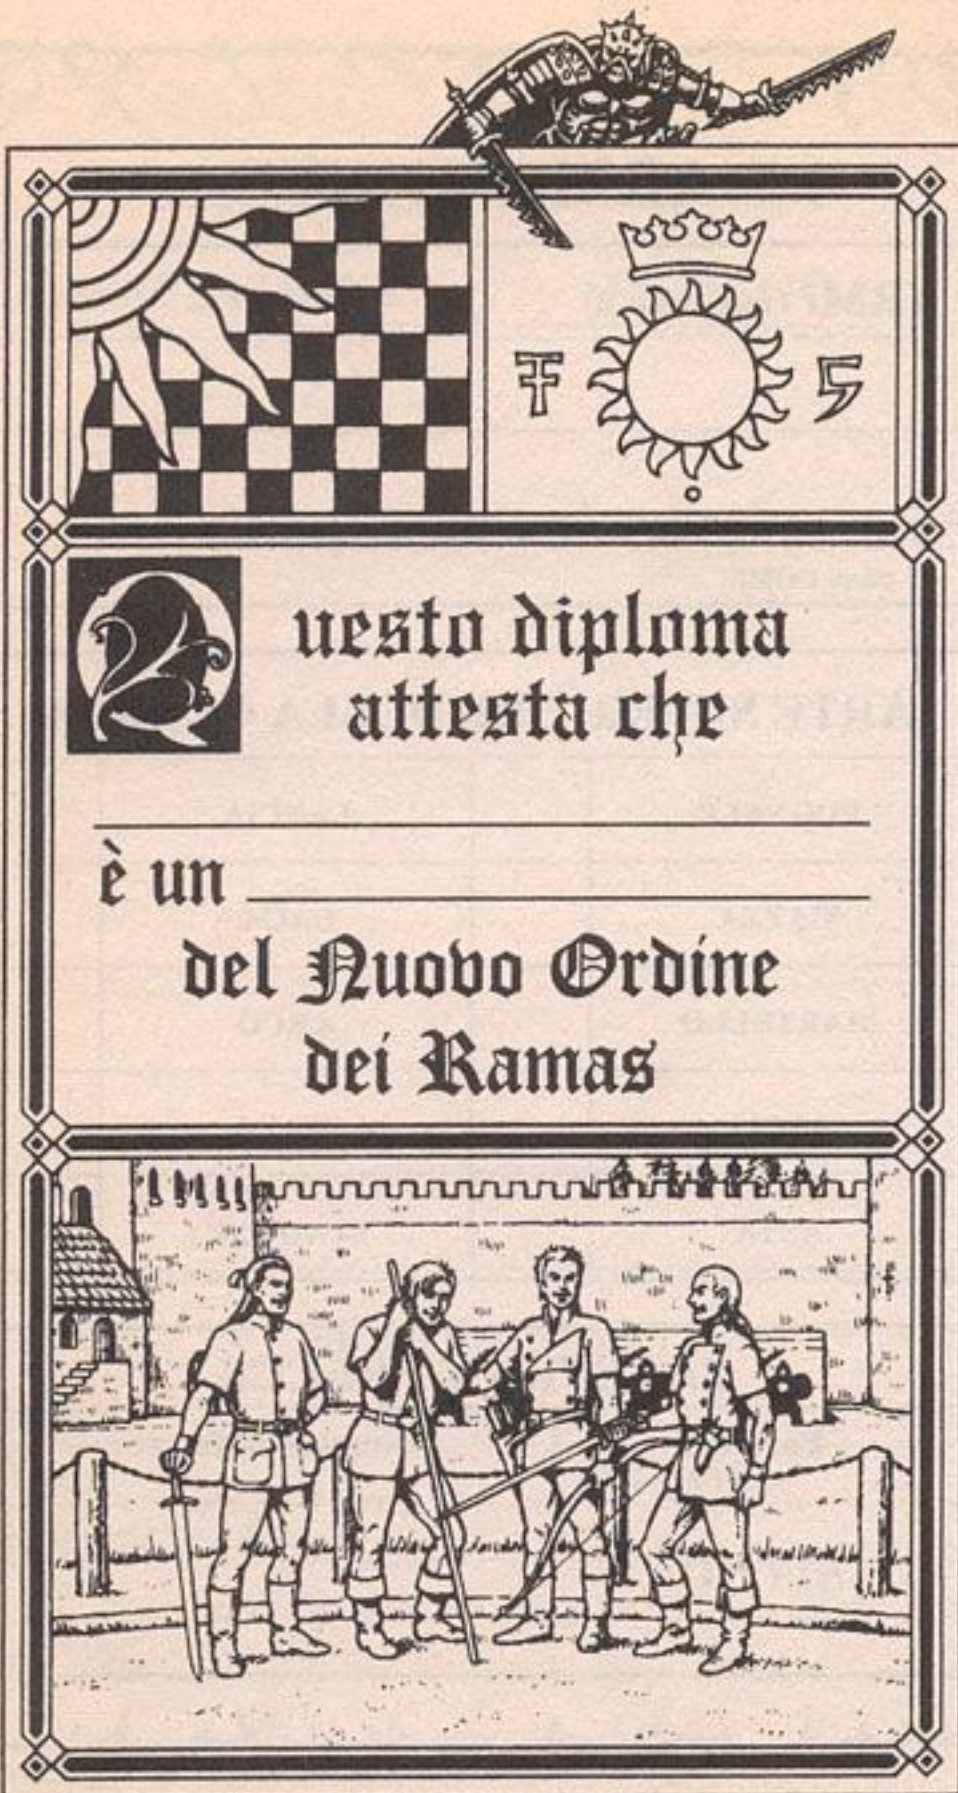 Questo diploma
attesta che
è un
del Nuovo Ordine
dei Ramas